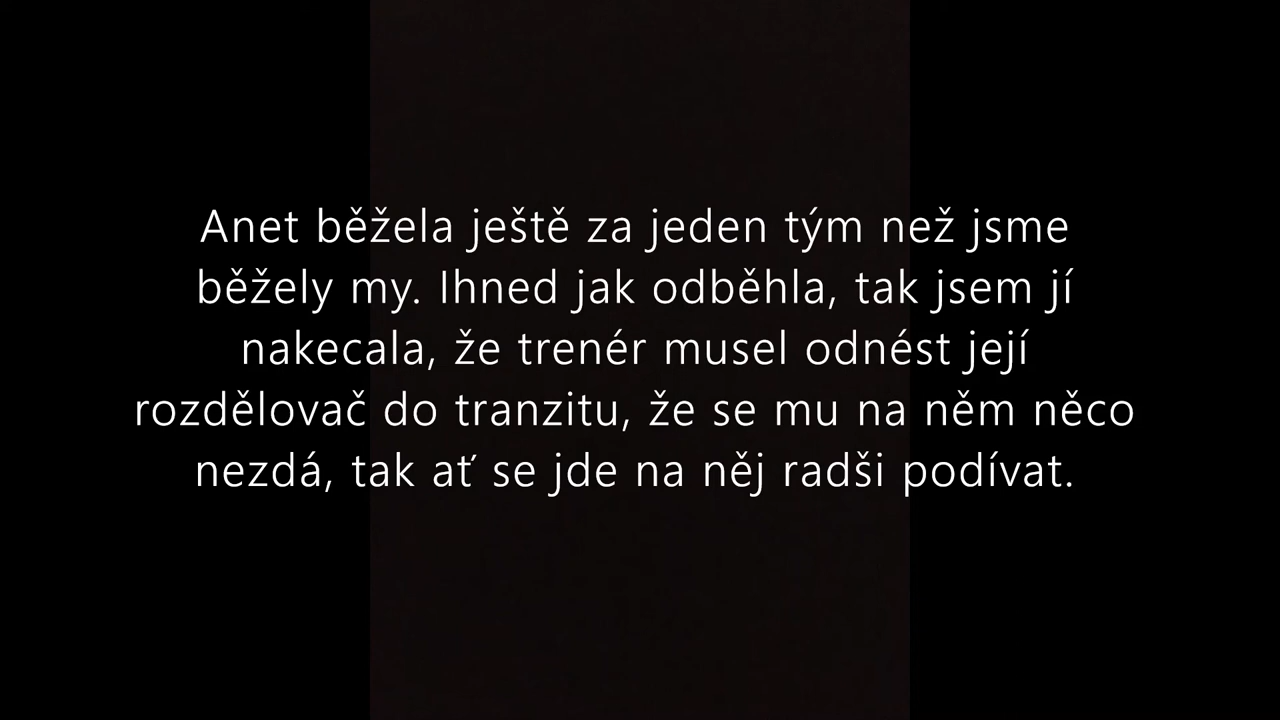 Anet běžela ještě za jeden tým než jsme
běžely my. Ihned jak odběhla, tak jsem jí
nakecala, že trenér musel odnést její
rozdělovač do tranzitu, že se mu na něm něco
nezdá, tak ať se jde na něj radši podívat.